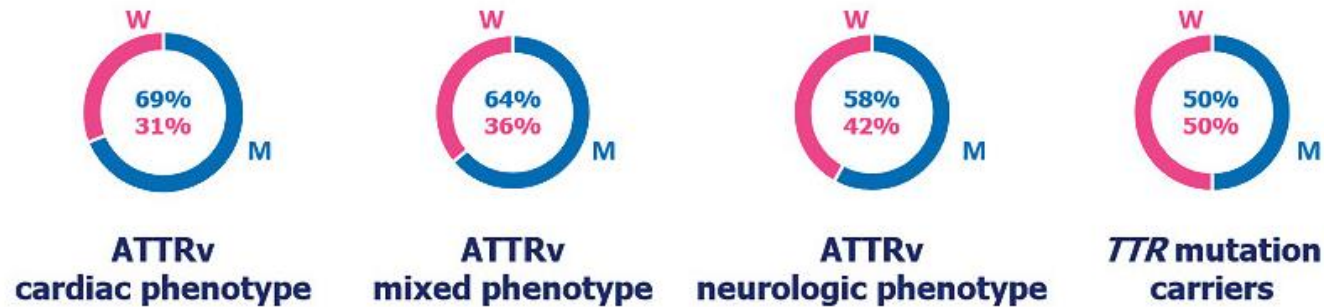 W
69%
31%
M
ATTRv
cardiac phenotype
W
64%
36%
M
ATTRv
mixed phenotype
W
58%
42%
M
ATTRv
neurologic phenotype
W
50%
50%
M
TTR mutation
carriers